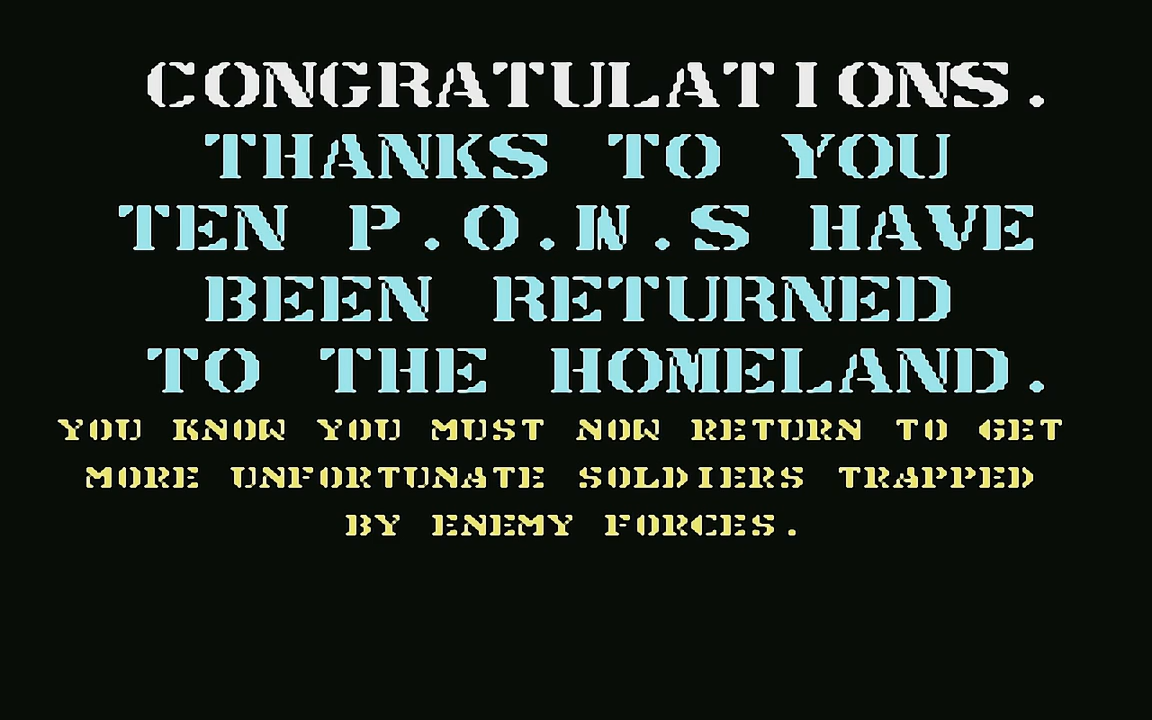 CONGRATULATIONS.
THANKS TO YOU
TEN P.O.W.S HAVE
BEEN RETURNED
TO THE HOMELAND.
YOU KNOW YOU MUST NOW RETURN TO GET
MORE UNFORTUNATE SOLDIERS TRAPPED
BY ENEMY FORCES.